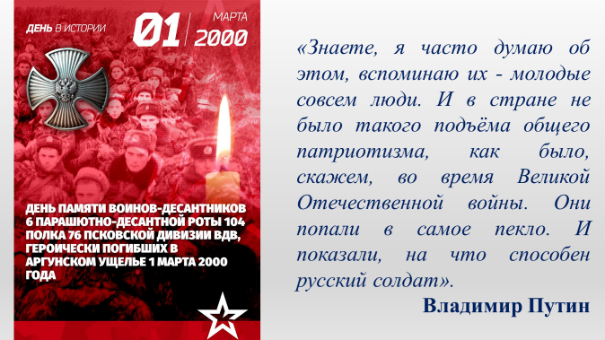 ДЕНЬ В ИСТОРИИ
01
МАРТА
2000
ДЕНЬ ПАМЯТИ ВОИНОВ-ДЕСАНТНИКОВ
6 ПАРАШЮТНО-ДЕСАНТНОЙ РОТЫ 104
ПОЛКА 76 ПСКОВСКОЙ ДИВИЗИИ ВДВ,
ГЕРОИЧЕСКИ ПОГИБШИХ В
АРГУНСКОМ УЩЕЛЬЕ 1 МАРТА 2000
ГОДА
«Знаете, я часто думаю об
этом, вспоминаю их - молодые
совсем люди. И в стране не
было такого подъёма общего
патриотизма, как было,
скажем, во время Великой
Отечественной войны. Они
попали в самое пекло. И
показали, на что способен
русский солдат».
Владимир Путин